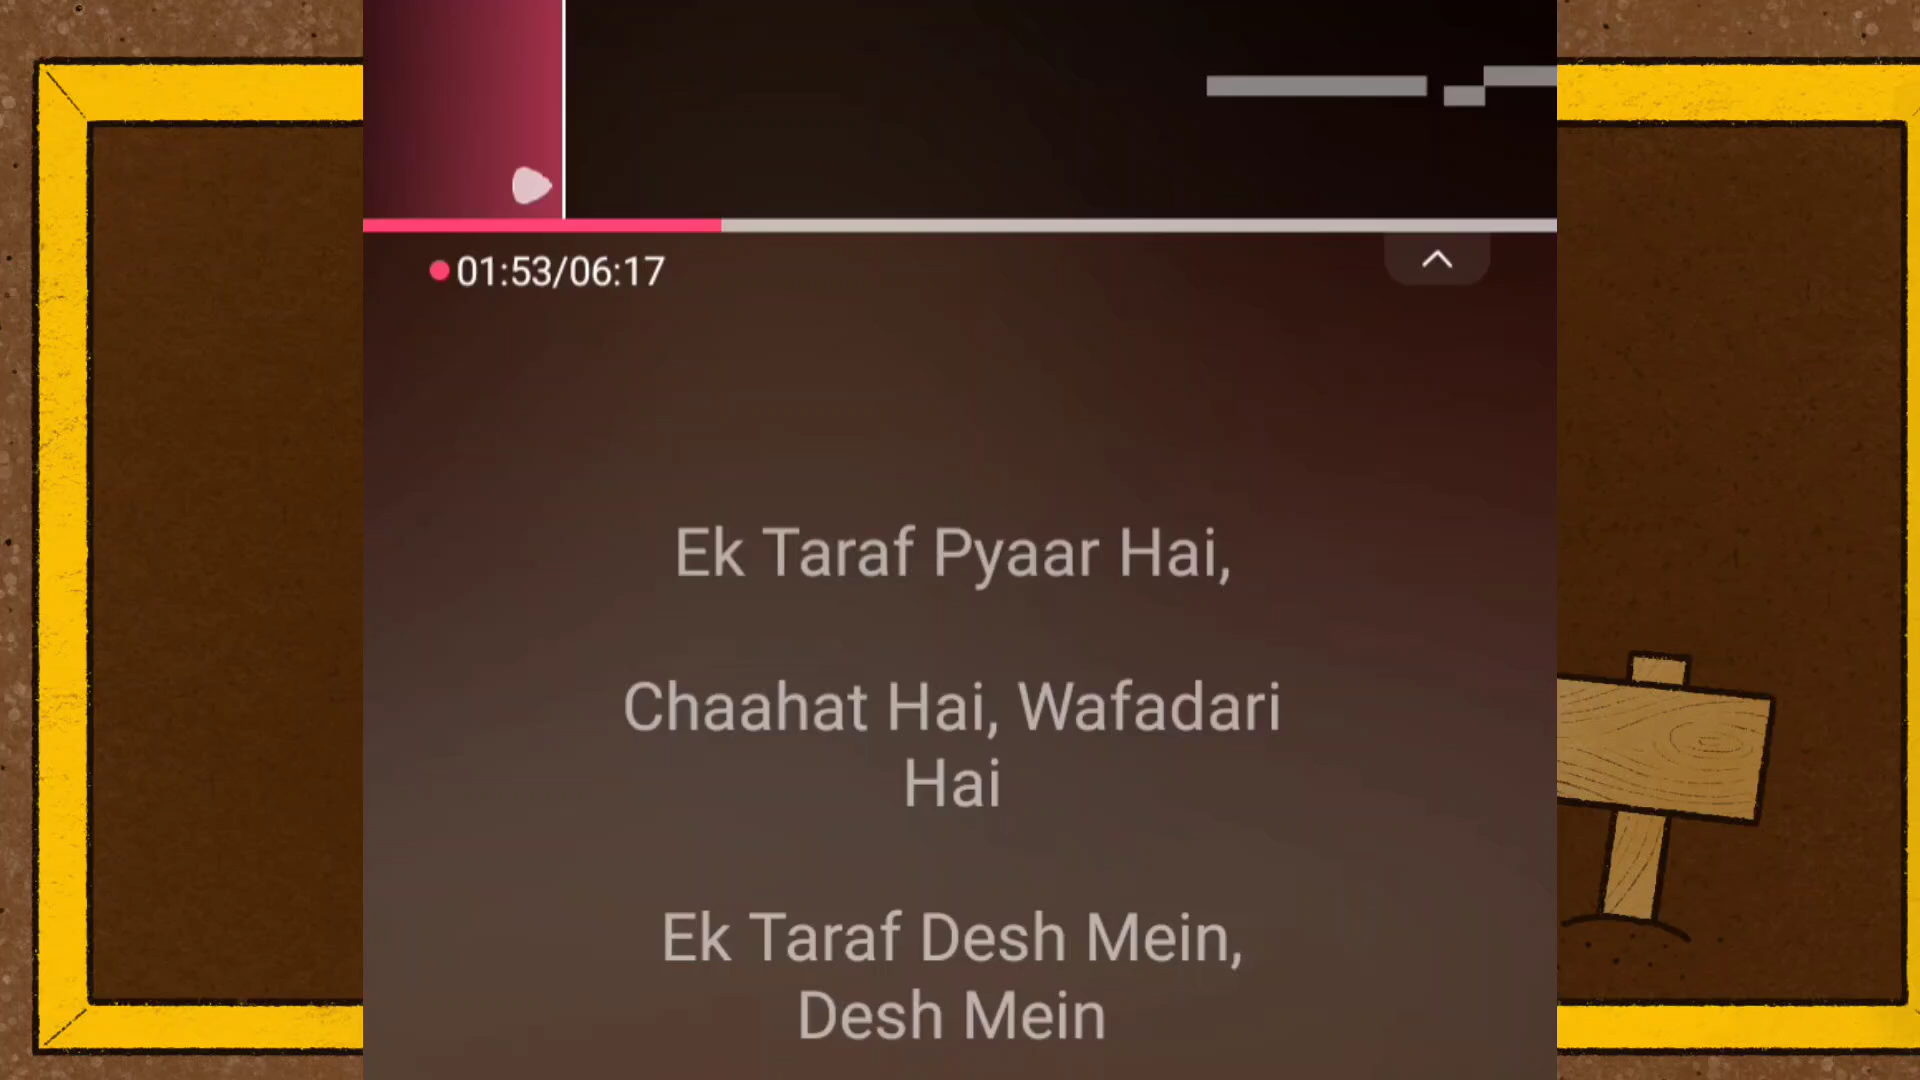 01:53/06:17
Ek Taraf Pyaar Hai,
Chaahat Hai, Wafadari
Hai
Ek Taraf Desh Mein,
Desh Mein